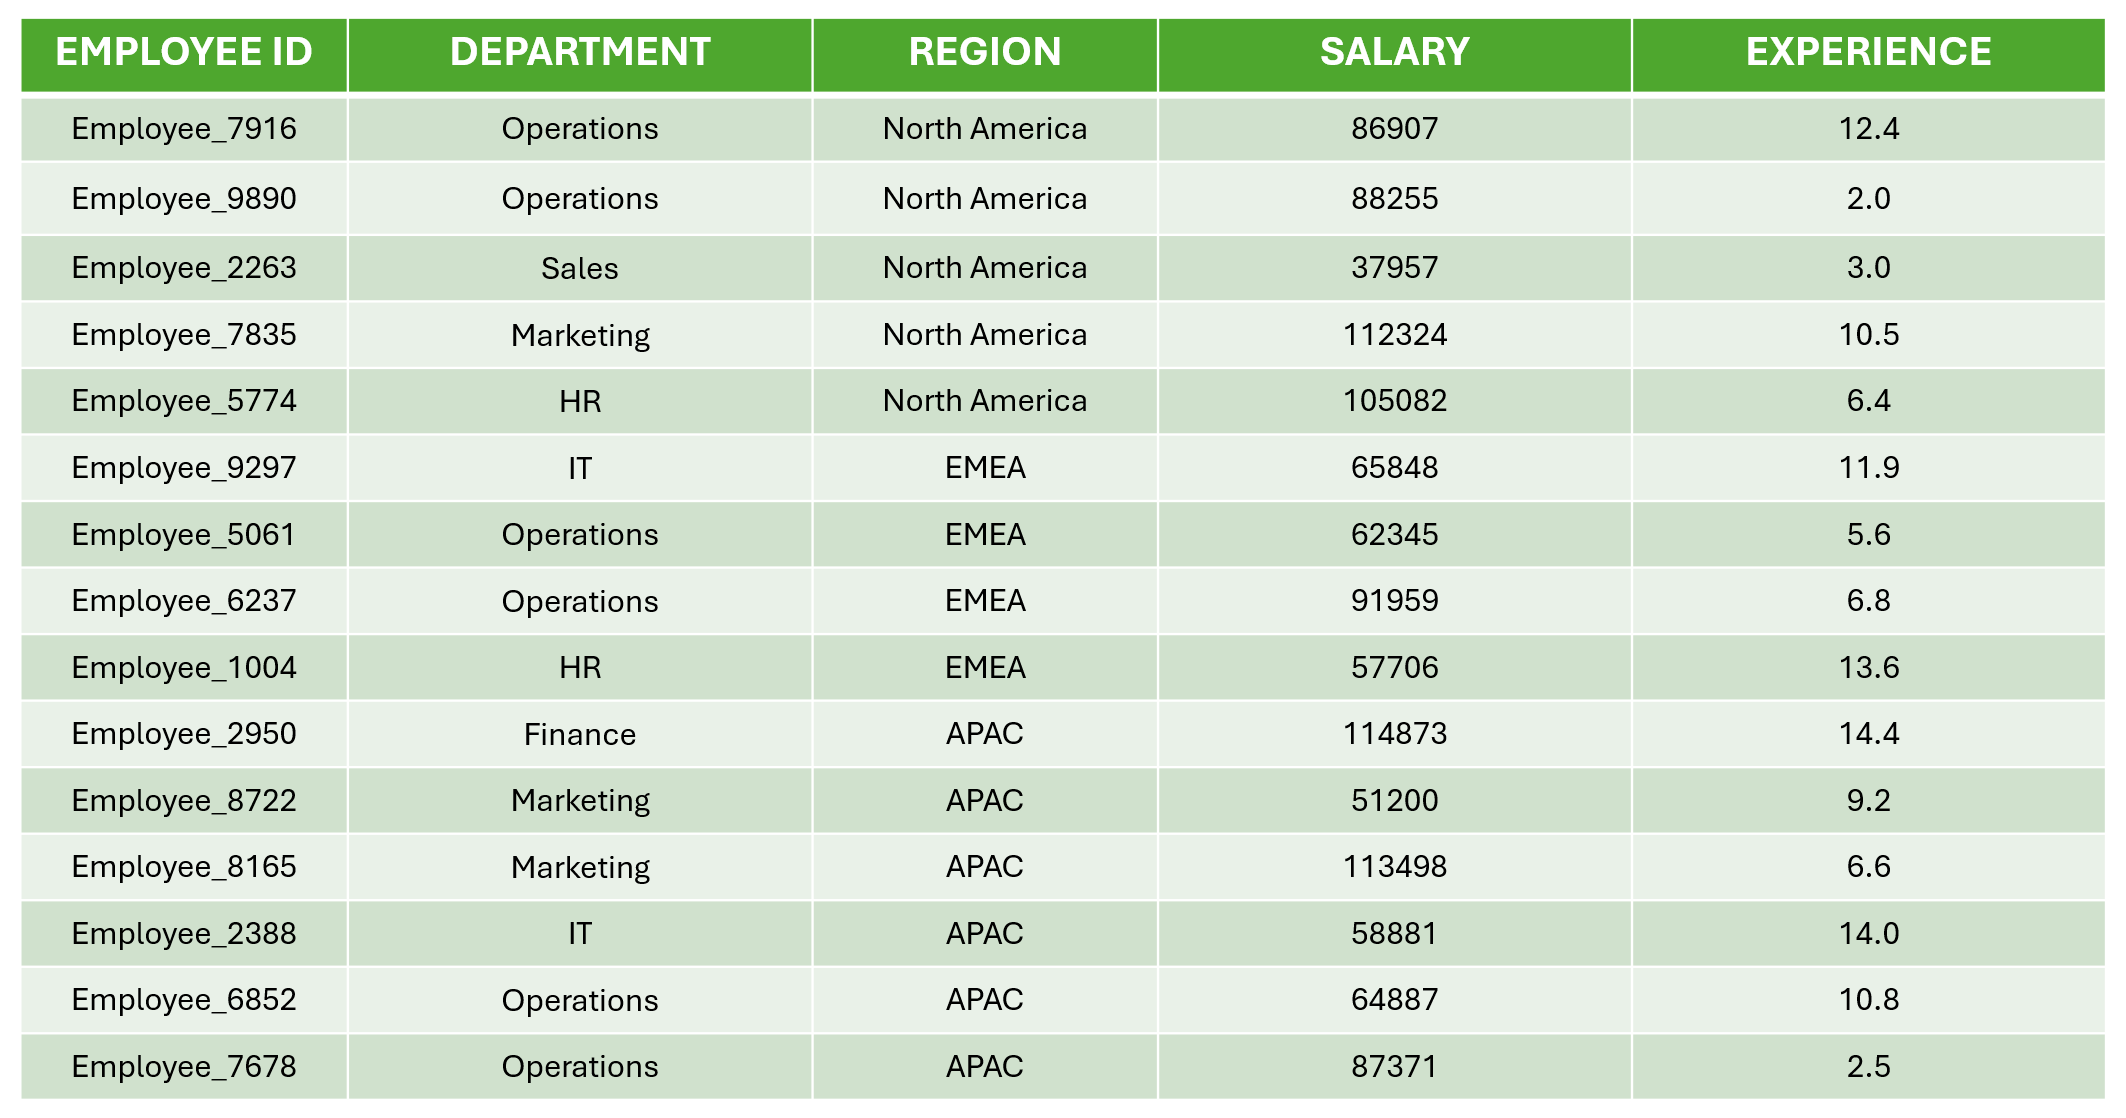 EMPLOYEE ID DEPARTMENT REGION SALARY EXPERIENCE
Employee_7916 Operations North America 86907 12.4
Employee_9890 Operations North America 88255 2.0
Employee_2263 Sales North America 37957 3.0
Employee_7835 Marketing North America 112324 10.5
Employee_5774 HR North America 105082 6.4
Employee_9297 IT EMEA 65848 11.9
Employee_5061 Operations EMEA 62345 5.6
Employee_6237 Operations EMEA 91959 6.8
Employee_1004 HR EMEA 57706 13.6
Employee_2950 Finance APAC 114873 14.4
Employee_8722 Marketing APAC 51200 9.2
Employee_8165 Marketing APAC 113498 6.6
Employee_2388 IT APAC 58881 14.0
Employee_6852 Operations APAC 64887 10.8
Employee_7678 Operations APAC 87371 2.5